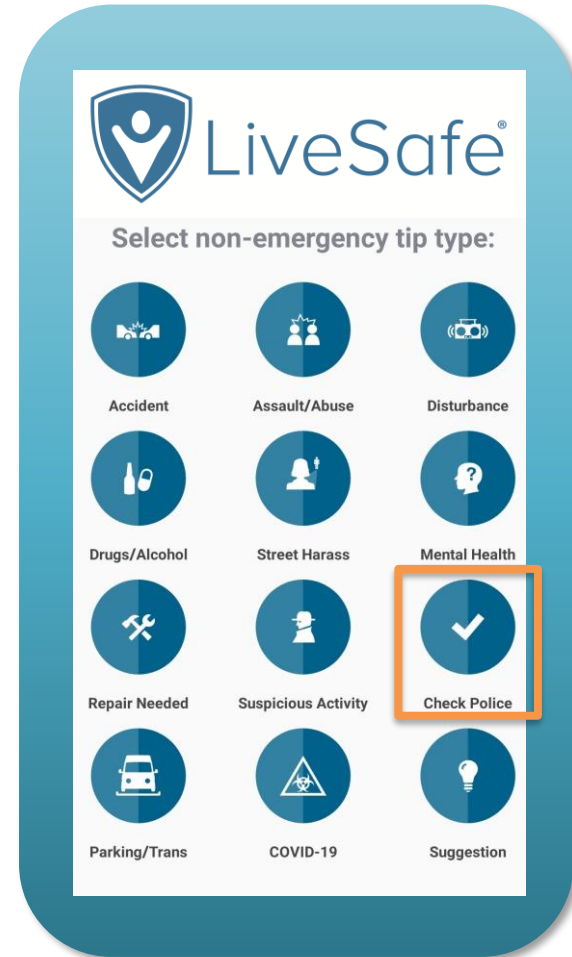 LiveSafe®
Select non-emergency tip type:
Accident Assault/Abuse Disturbance
Drugs/Alcohol Street Harass Mental Health
Repair Needed Suspicious Activity Check Police
Parking/Trans COVID-19 Suggestion